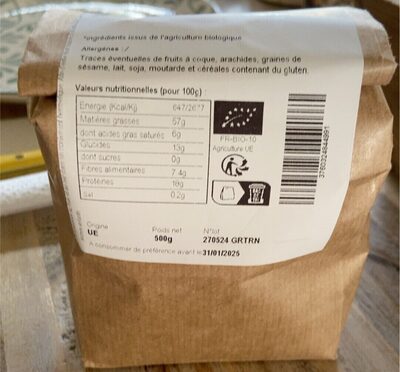 Ingrédients issus de l'agriculture biologique
Allergènes : /
Traces éventuelles de fruits à coque, arachides, graines de
sésame, lait, soja, moutarde et céréales contenant du gluten.
Valeurs nutritionnelles (pour 100g)
Energie (Kcal/Kj) 647/2677
Matières grasses 57g
dont acides gras saturés 6g
Glucides 13g
dont sucres 0g
Fibres alimentaires 7.4g
Protéines
Sel 0.2g
FR-BIO-10
Agriculture UE
Origine
UE
Poids net
500g
N°lot
270524 GRTRN
A consommer de préférence avant le 31/01/2025